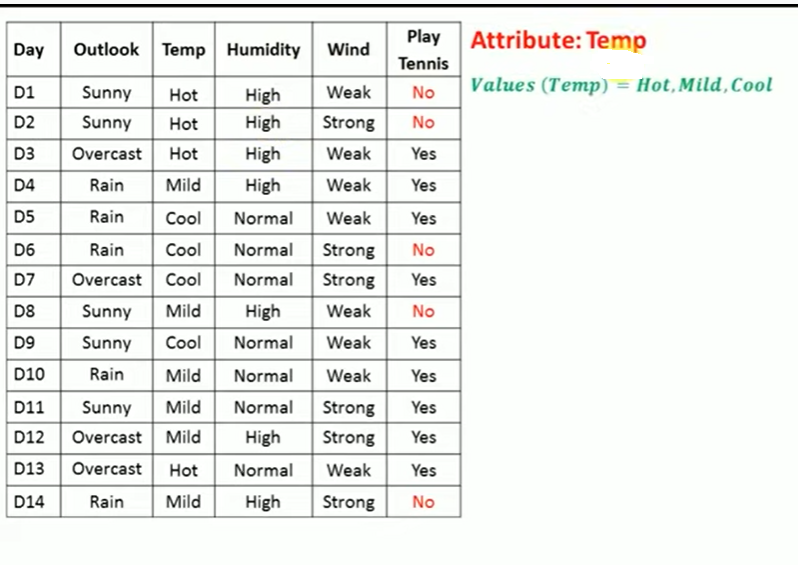 Day Outlook Temp Humidity Wind Play Tennis
D1 Sunny Hot High Weak No
D2 Sunny Hot High Strong No
D3 Overcast Hot High Weak Yes
D4 Rain Mild High Weak Yes
D5 Rain Cool Normal Weak Yes
D6 Rain Cool Normal Strong No
D7 Overcast Cool Normal Strong Yes
D8 Sunny Mild High Weak No
D9 Sunny Cool Normal Weak Yes
D10 Rain Mild Normal Weak Yes
D11 Sunny Mild Normal Strong Yes
D12 Overcast Mild High Strong Yes
D13 Overcast Hot Normal Weak Yes
D14 Rain Mild High Strong No
Attribute: Temp
Values (Temp) = Hot, Mild, Cool